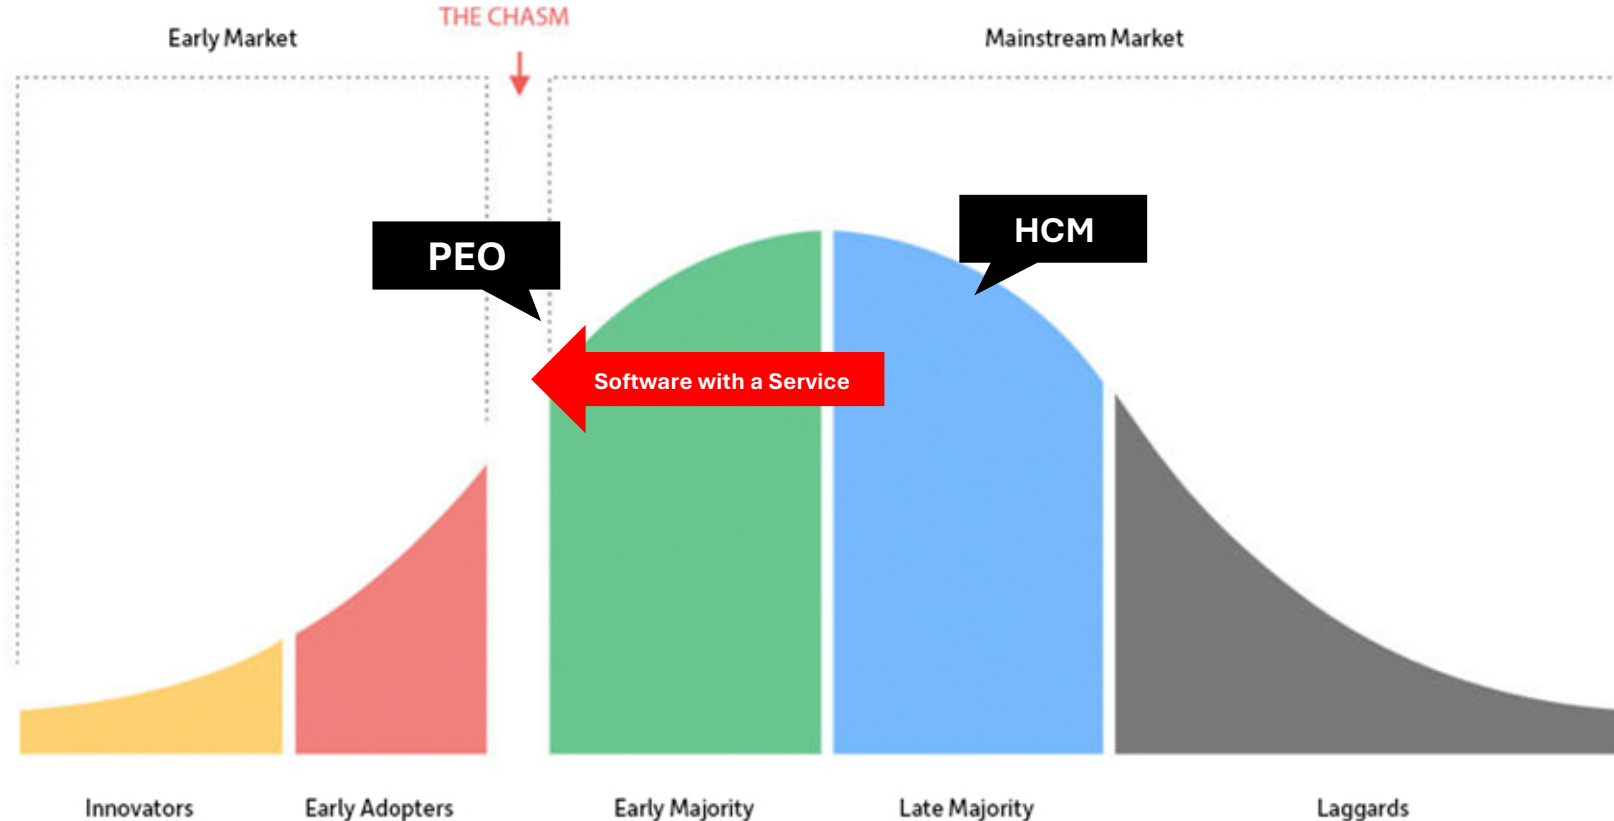 THE CHASM
Early Market
Mainstream Market
PEO
HCM
Software with a Service
Innovators
Early Adopters
Early Majority
Late Majority
Laggards